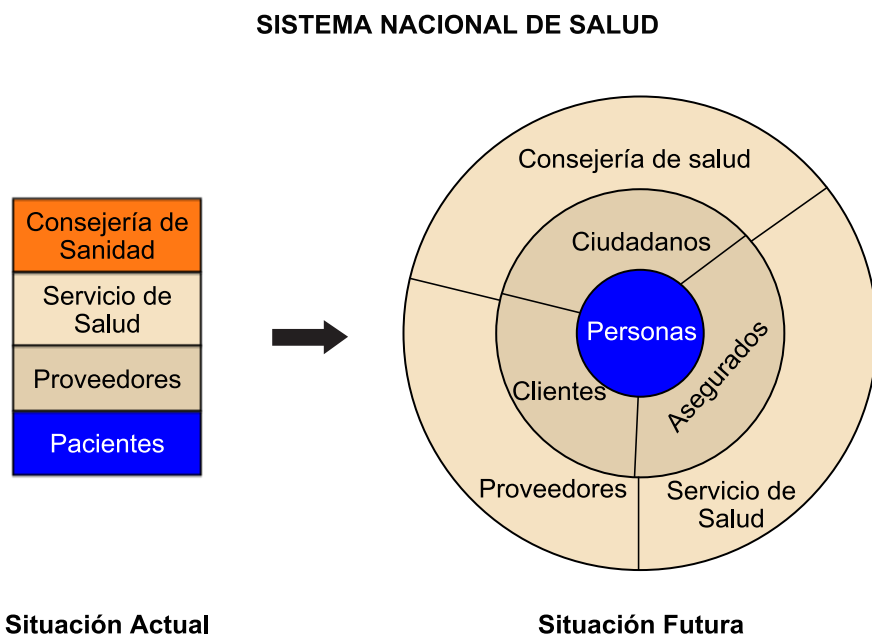 SISTEMA NACIONAL DE SALUD
Consejería de
Sanidad
Servicio de
Salud
Proveedores
Pacientes
Consejería de salud
Ciudadanos
Personas
Clientes
Asegurados
Proveedores
Servicio de
Salud
Situación Actual
Situación Futura